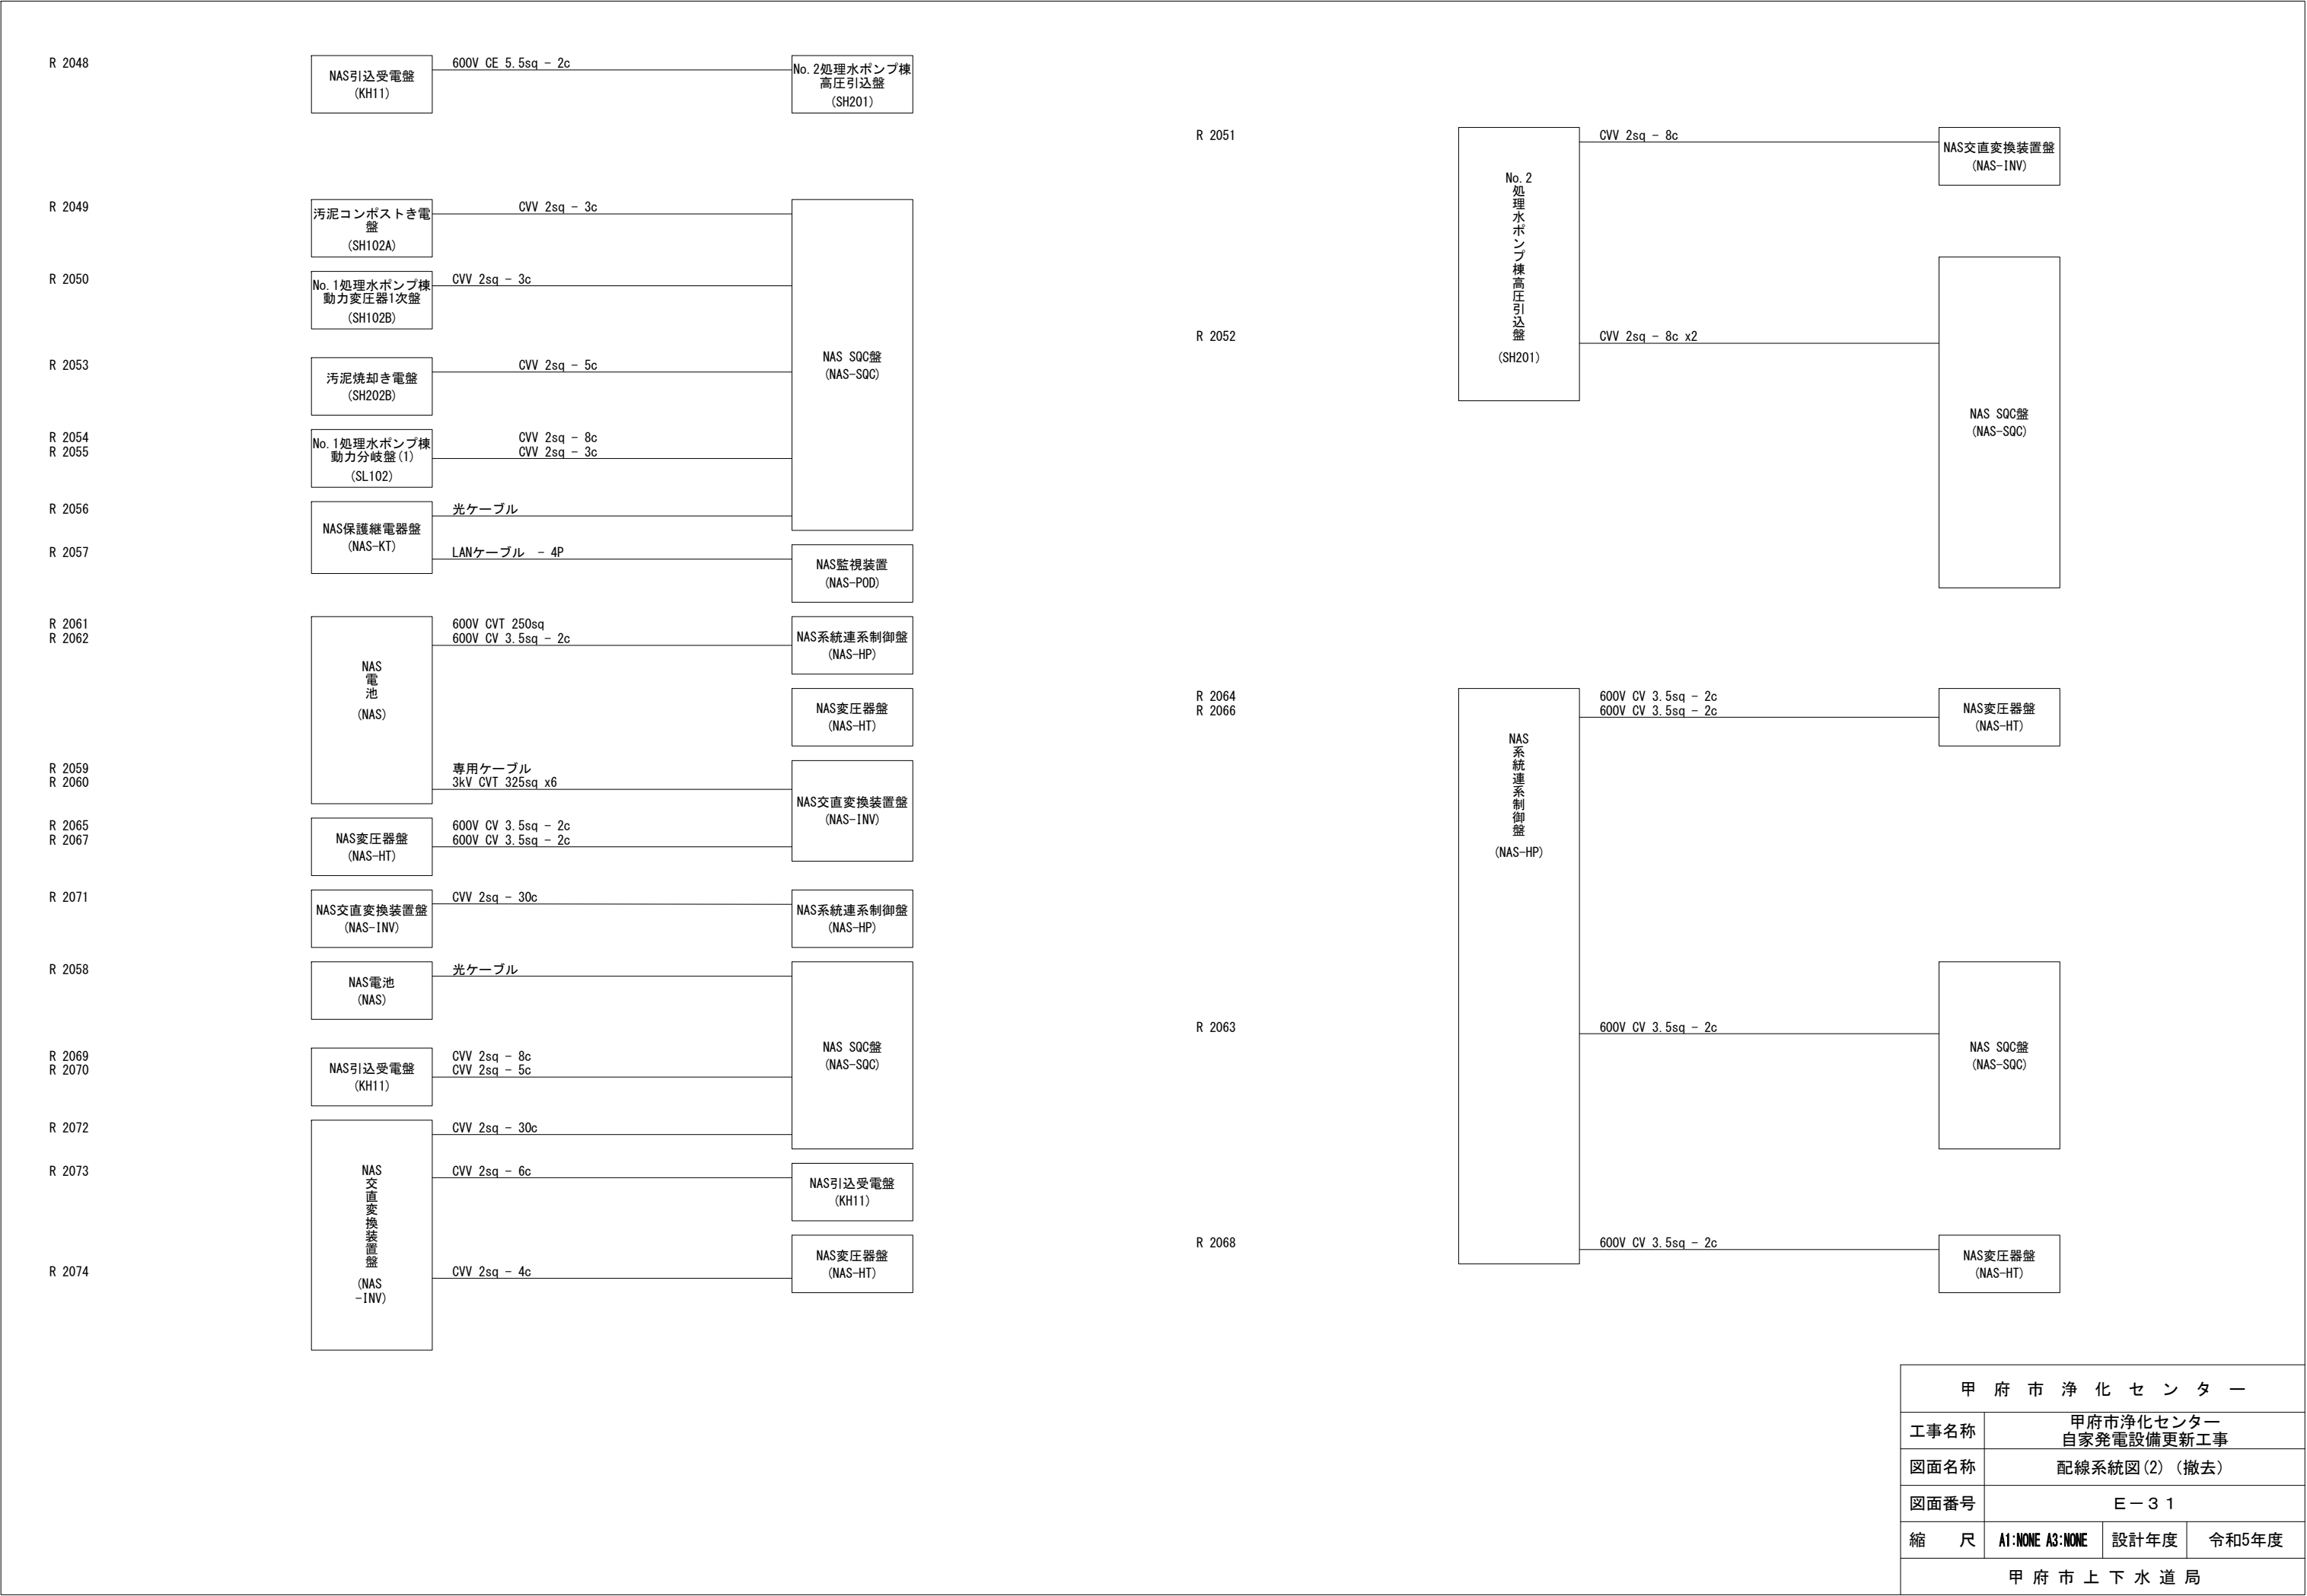 R 2048
600V CE 5.5sq - 2c
NAS引込受電盤
(KH11)
No.2処理水ポンプ棟
高圧引込盤
(SH201)
R 2049
汚泥コンポストき電
盤
(SH102A)
CVV 2sq - 3c
R 2050
No.1処理水ポンプ棟
動力変圧器1次盤
(SH102B)
CVV 2sq - 3c
R 2053
汚泥焼却き電盤
(SH202B)
CVV 2sq - 5c
NAS SQC盤
(NAS-SQC)
R 2054
R 2055
No.1処理水ポンプ棟
動力分岐盤(1)
(SL102)
CVV 2sq - 8c
CVV 2sq - 3c
R 2056
光ケーブル
NAS保護継電器盤
(NAS-KT)
R 2057
LANケーブル - 4P
NAS監視装置
(NAS-POD)
R 2061
R 2062
600V CVT 250sq
600V CV 3.5sq - 2c
NAS系統連系制御盤
(NAS-HP)
NAS
電
池
(NAS)
NAS変圧器盤
(NAS-HT)
R 2059
R 2060
専用ケーブル
3kV CVT 325sq x6
NAS交直変換装置盤
(NAS-INV)
R 2065
R 2067
NAS変圧器盤
(NAS-HT)
600V CV 3.5sq - 2c
600V CV 3.5sq - 2c
R 2071
NAS交直変換装置盤
(NAS-INV)
CVV 2sq - 30c
NAS系統連系制御盤
(NAS-HP)
R 2058
NAS電池
(NAS)
光ケーブル
NAS SQC盤
(NAS-SQC)
R 2069
R 2070
NAS引込受電盤
(KH11)
CVV 2sq - 8c
CVV 2sq - 5c
R 2072
CVV 2sq - 30c
R 2073
CVV 2sq - 6c
NAS引込受電盤
(KH11)
NAS
交
直
変
換
装
置
盤
(NAS
-INV)
R 2074
CVV 2sq - 4c
NAS変圧器盤
(NAS-HT)
R 2051
CVV 2sq - 8c
NAS交直変換装置盤
(NAS-INV)
No.2
処
理
水
ポ
ン
プ
棟
高
圧
引
込
盤
(SH201)
R 2052
CVV 2sq - 8c x2
NAS SQC盤
(NAS-SQC)
R 2064
R 2066
600V CV 3.5sq - 2c
600V CV 3.5sq - 2c
NAS変圧器盤
(NAS-HT)
NAS
系
統
連
系
制
御
盤
(NAS-HP)
R 2063
600V CV 3.5sq - 2c
NAS SQC盤
(NAS-SQC)
R 2068
600V CV 3.5sq - 2c
NAS変圧器盤
(NAS-HT)
甲府市浄化センター
工事名称
甲府市浄化センター
自家発電設備更新工事
図面名称
配線系統図(2)(撤去)
図面番号
E-31
縮 尺
A1:NONE A3:NONE
設計年度
令和5年度
甲府市上下水道局